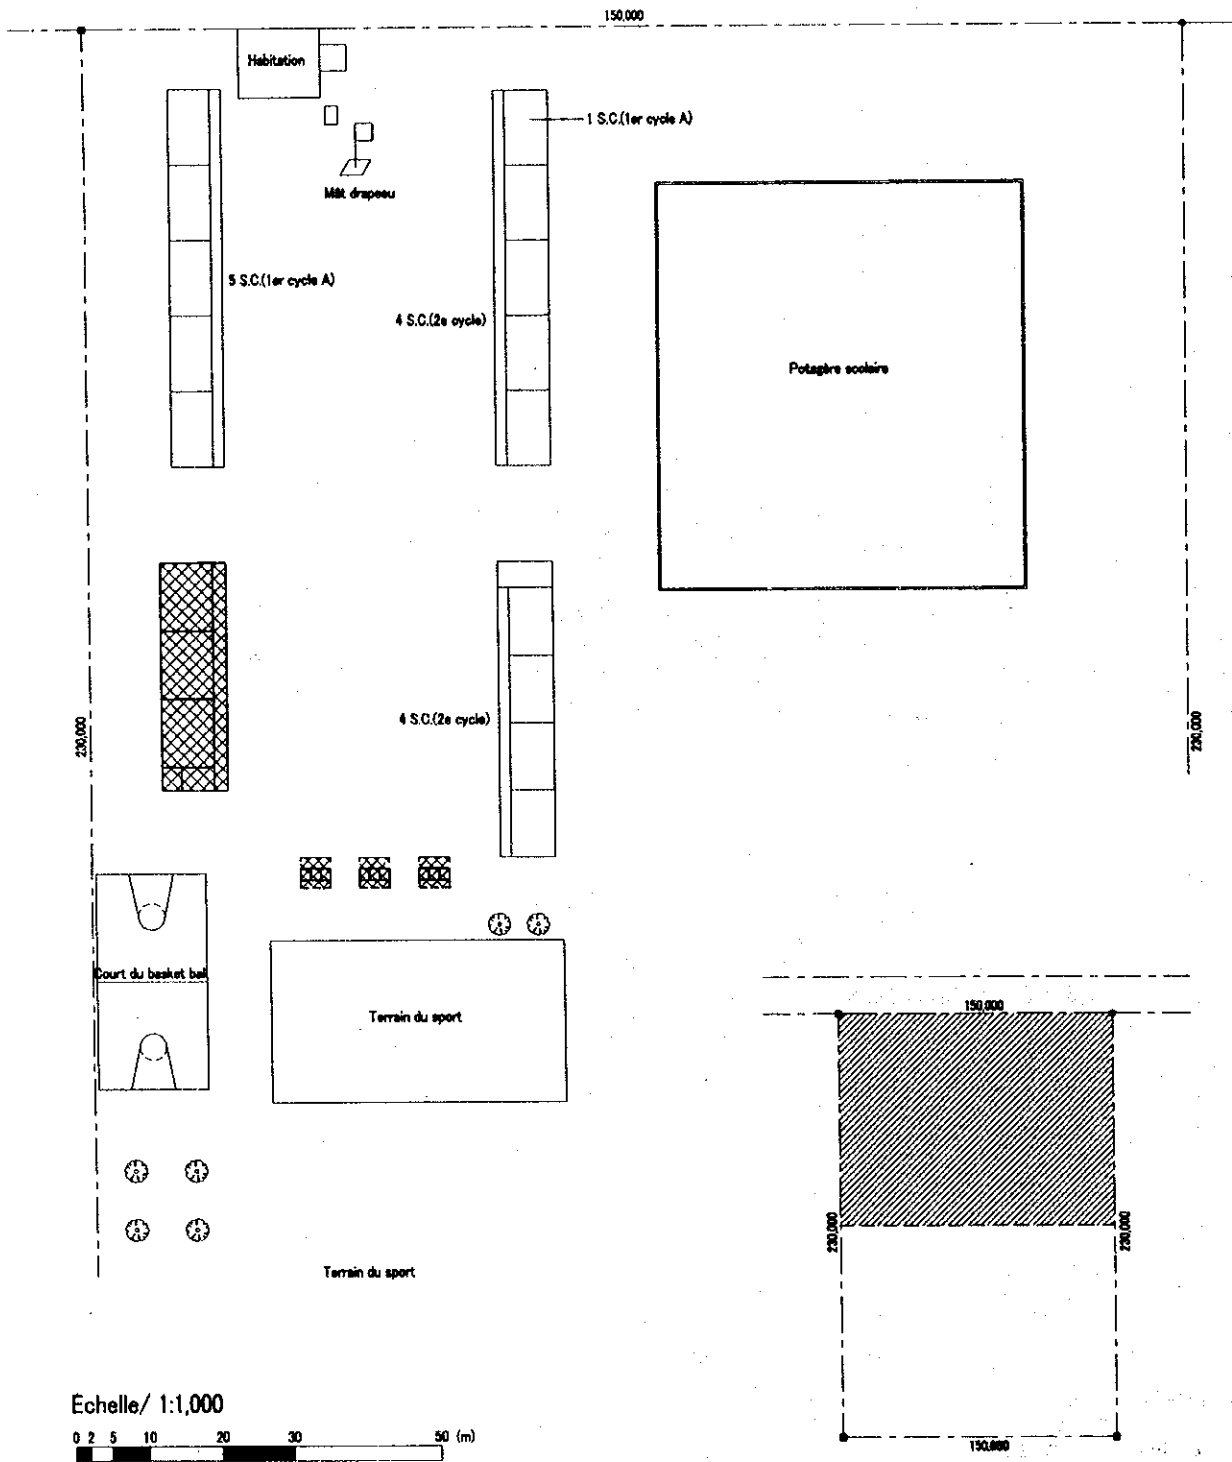 150,000
Habitation
1 S.C.(1er cycle A)
Mât drapeau
5 S.C.(1er cycle A)
4 S.C.(2e cycle)
Potagère scolaire
4 S.C.(2e cycle)
230,000
230,000
Court du basket bal
Terrain du sport
150,000
230,000
230,000
Terrain du sport
150,000
Echelle/ 1:1,000
0 2 5 10 20 30 50 (m)